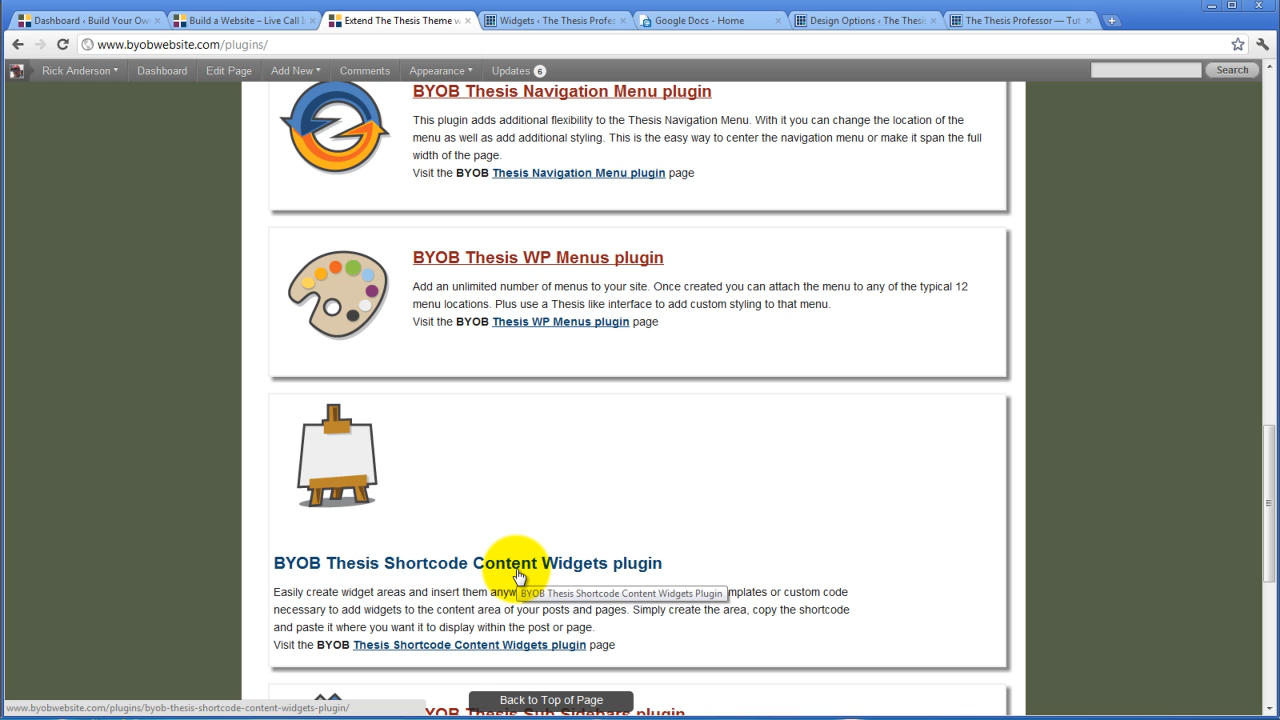 Dashboard ‹ Build Your Ow
Build a Website – Live Call I
Extend The Thesis Theme w
Widgets ‹ The Thesis Profes
Google Docs - Home
Design Options ‹ The Thesis
The Thesis Professor — Tut
www.byobwebsite.com/plugins/
Rick Anderson Dashboard Edit Page Add New Comments Appearance Updates 6 Search
BYOB Thesis Navigation Menu plugin
This plugin adds additional flexibility to the Thesis Navigation Menu. With it you can change the location of the
menu as well as add additional styling. This is the easy way to center the navigation menu or make it span the full
width of the page.
Visit the BYOB Thesis Navigation Menu plugin page
BYOB Thesis WP Menus plugin
Add an unlimited number of menus to your site. Once created you can attach the menu to any of the typical 12
menu locations. Plus use a Thesis like interface to add custom styling to that menu.
Visit the BYOB Thesis WP Menus plugin page
BYOB Thesis Shortcode Content Widgets plugin
Easily create widget areas and insert them anyw
BYOB Thesis Shortcode Content Widgets Plugin
mplates or custom code
necessary to add widgets to the content area of your posts and pages. Simply create the area, copy the shortcode
and paste it where you want it to display within the post or page.
Visit the BYOB Thesis Shortcode Content Widgets plugin page
Back to Top of Page
www.byobwebsite.com/plugins/byob-thesis-shortcode-content-widgets-plugin/
BYOB Thesis Sub Sidebars plugin